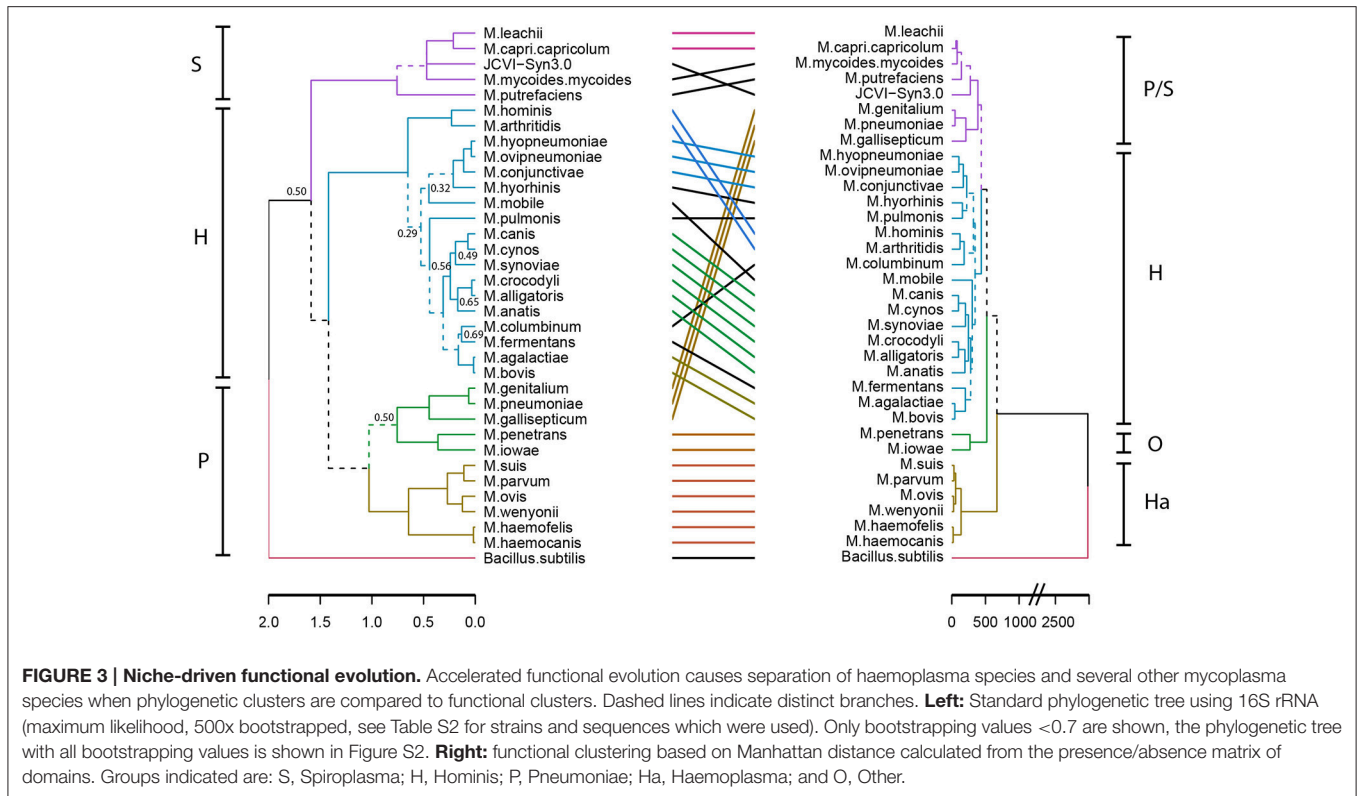 S
H
P
M.leachii
M.capri.capricolum
JCVI−Syn3.0
M.mycoides.mycoides
M.putrefaciens
M.hominis
M.arthritidis
M.hyopneumoniae
M.ovipneumoniae
M.conjunctivae
M.hyorhinis
M.mobile
M.pulmonis
M.canis
M.cynos
M.synoviae
M.crocodyli
M.alligatoris
M.anatis
M.columbinum
M.fermentans
M.agalactiae
M.bovis
M.genitalium
M.pneumoniae
M.gallisepticum
M.penetrans
M.iowae
M.suis
M.parvum
M.ovis
M.wenyonii
M.haemofelis
M.haemocanis
Bacillus.subtilis
0.50
0.32
0.29
0.56
0.49
0.65
0.69
0.50
2.0 1.5 1.0 0.5 0.0
M.leachii
M.capri.capricolum
M.mycoides.mycoides
M.putrefaciens
JCVI−Syn3.0
M.genitalium
M.pneumoniae
M.gallisepticum
M.hyopneumoniae
M.ovipneumoniae
M.conjunctivae
M.hyorhinis
M.pulmonis
M.hominis
M.arthritidis
M.columbinum
M.mobile
M.canis
M.cynos
M.synoviae
M.crocodyli
M.alligatoris
M.anatis
M.fermentans
M.agalactiae
M.bovis
M.penetrans
M.iowae
M.suis
M.parvum
M.ovis
M.wenyonii
M.haemofelis
M.haemocanis
Bacillus.subtilis
0 500 1000 // 2500
P/S
H
O
Ha
FIGURE 3 | Niche-driven functional evolution. Accelerated functional evolution causes separation of haemoplasma species and several other mycoplasma
species when phylogenetic clusters are compared to functional clusters. Dashed lines indicate distinct branches. Left: Standard phylogenetic tree using 16S rRNA
(maximum likelihood, 500x bootstrapped, see Table S2 for strains and sequences which were used). Only bootstrapping values <0.7 are shown, the phylogenetic tree
with all bootstrapping values is shown in Figure S2. Right: functional clustering based on Manhattan distance calculated from the presence/absence matrix of
domains. Groups indicated are: S, Spiroplasma; H, Hominis; P, Pneumoniae; Ha, Haemoplasma; and O, Other.